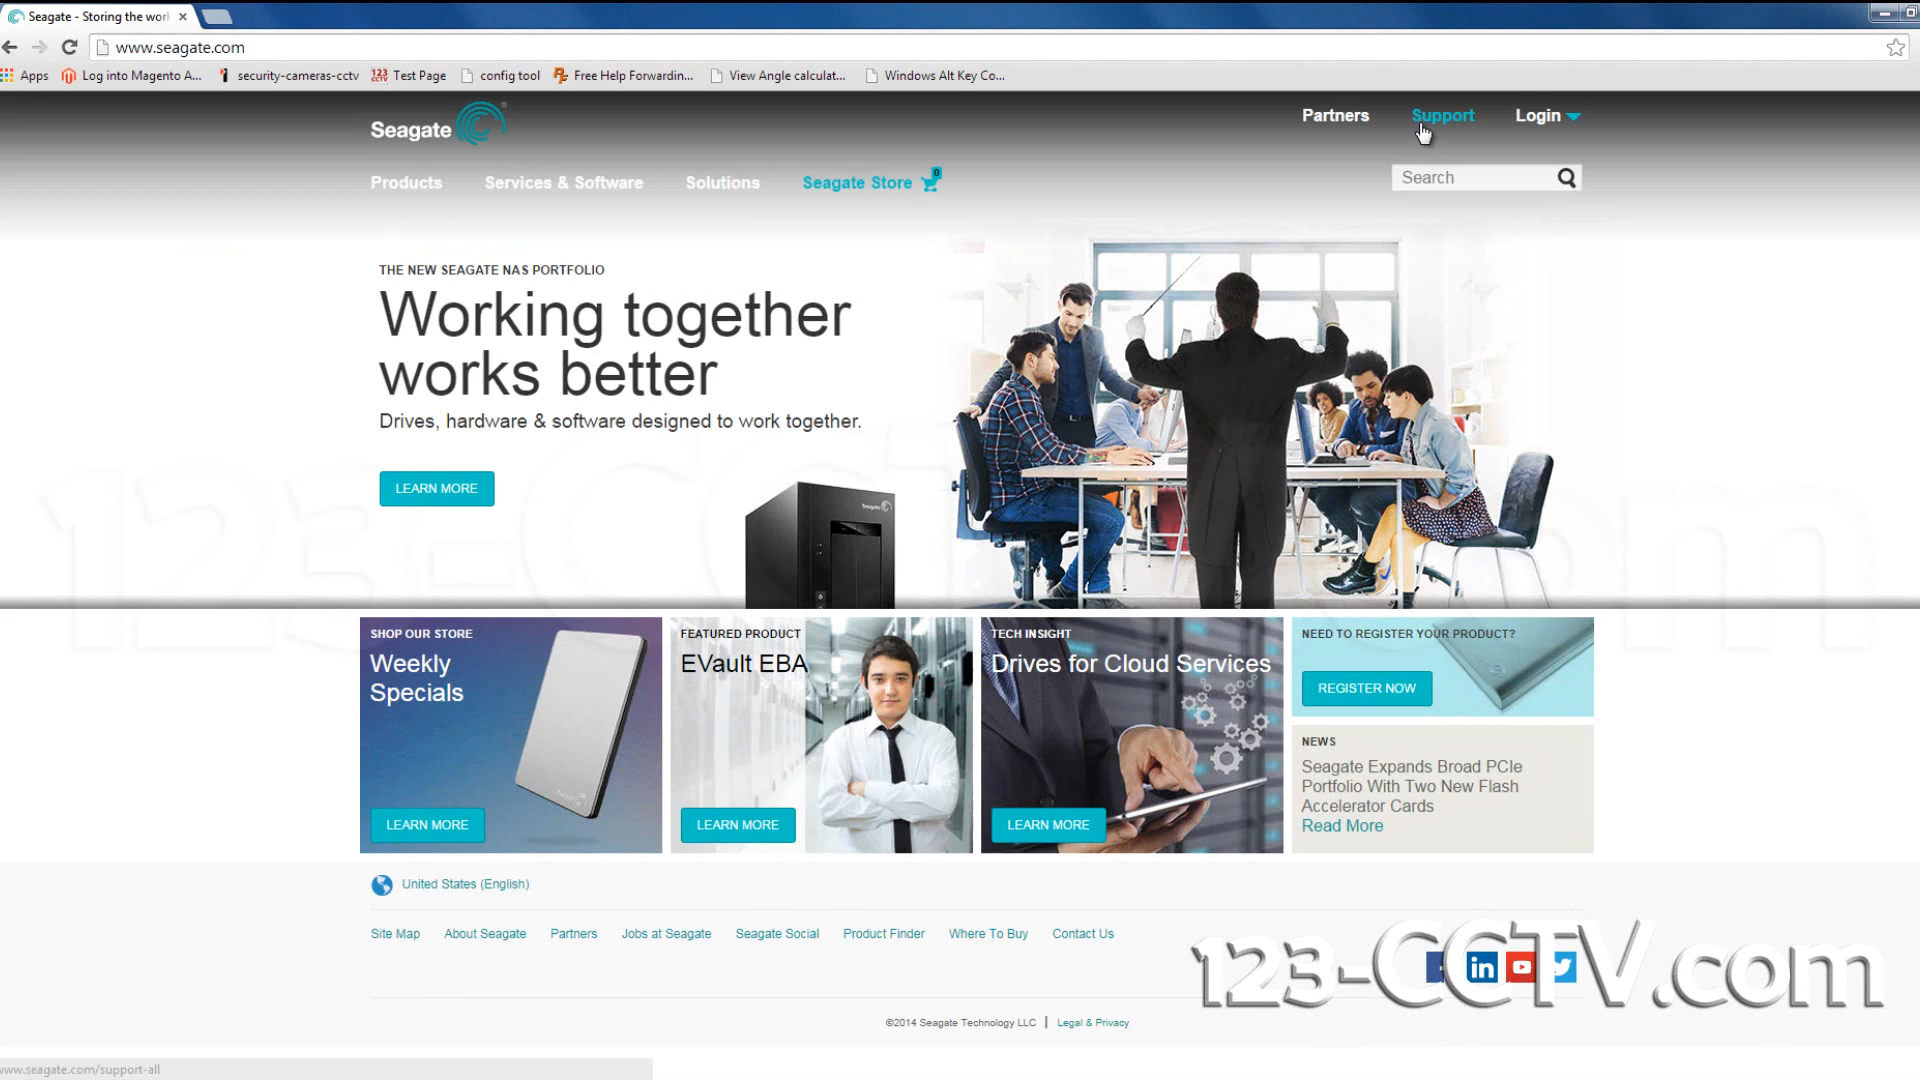 Seagate - Storing the worl
www.seagate.com
Apps Log into Magento A... security-cameras-cctv 123 CCTV Test Page config tool Free Help Forwardin... View Angle calculat... Windows Alt Key Co...
Seagate
Partners Support Login
Products Services & Software Solutions Seagate Store 0
Search
THE NEW SEAGATE NAS PORTFOLIO
Working together
works better
Drives, hardware & software designed to work together.
LEARN MORE
Seagate
SHOP OUR STORE
Weekly
Specials
LEARN MORE
FEATURED PRODUCT
EVault EBA
LEARN MORE
TECH INSIGHT
Drives for Cloud Services
LEARN MORE
NEED TO REGISTER YOUR PRODUCT?
REGISTER NOW
NEWS
Seagate Expands Broad PCIe
Portfolio With Two New Flash
Accelerator Cards
Read More
United States (English)
Site Map About Seagate Partners Jobs at Seagate Seagate Social Product Finder Where To Buy Contact Us
in
123-CCTV.com
©2014 Seagate Technology LLC | Legal & Privacy
www.seagate.com/support-all